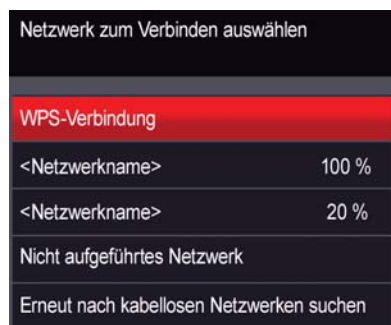 Netzwerk zum Verbinden auswählen
WPS-Verbindung
<Netzwerkname> 100 %
<Netzwerkname> 20 %
Nicht aufgeführtes Netzwerk
Erneut nach kabellosen Netzwerken suchen